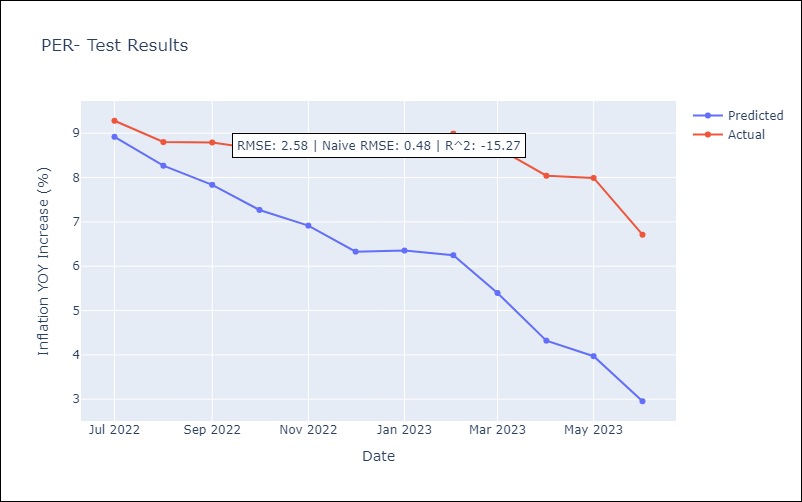 PER- Test Results
Predicted
Actual
RMSE: 2.58 | Naive RMSE: 0.48 | R^2: -15.27
Inflation YOY Increase (%)
9
8
7
6
5
4
3
Jul 2022 Sep 2022 Nov 2022 Jan 2023 Mar 2023 May 2023
Date